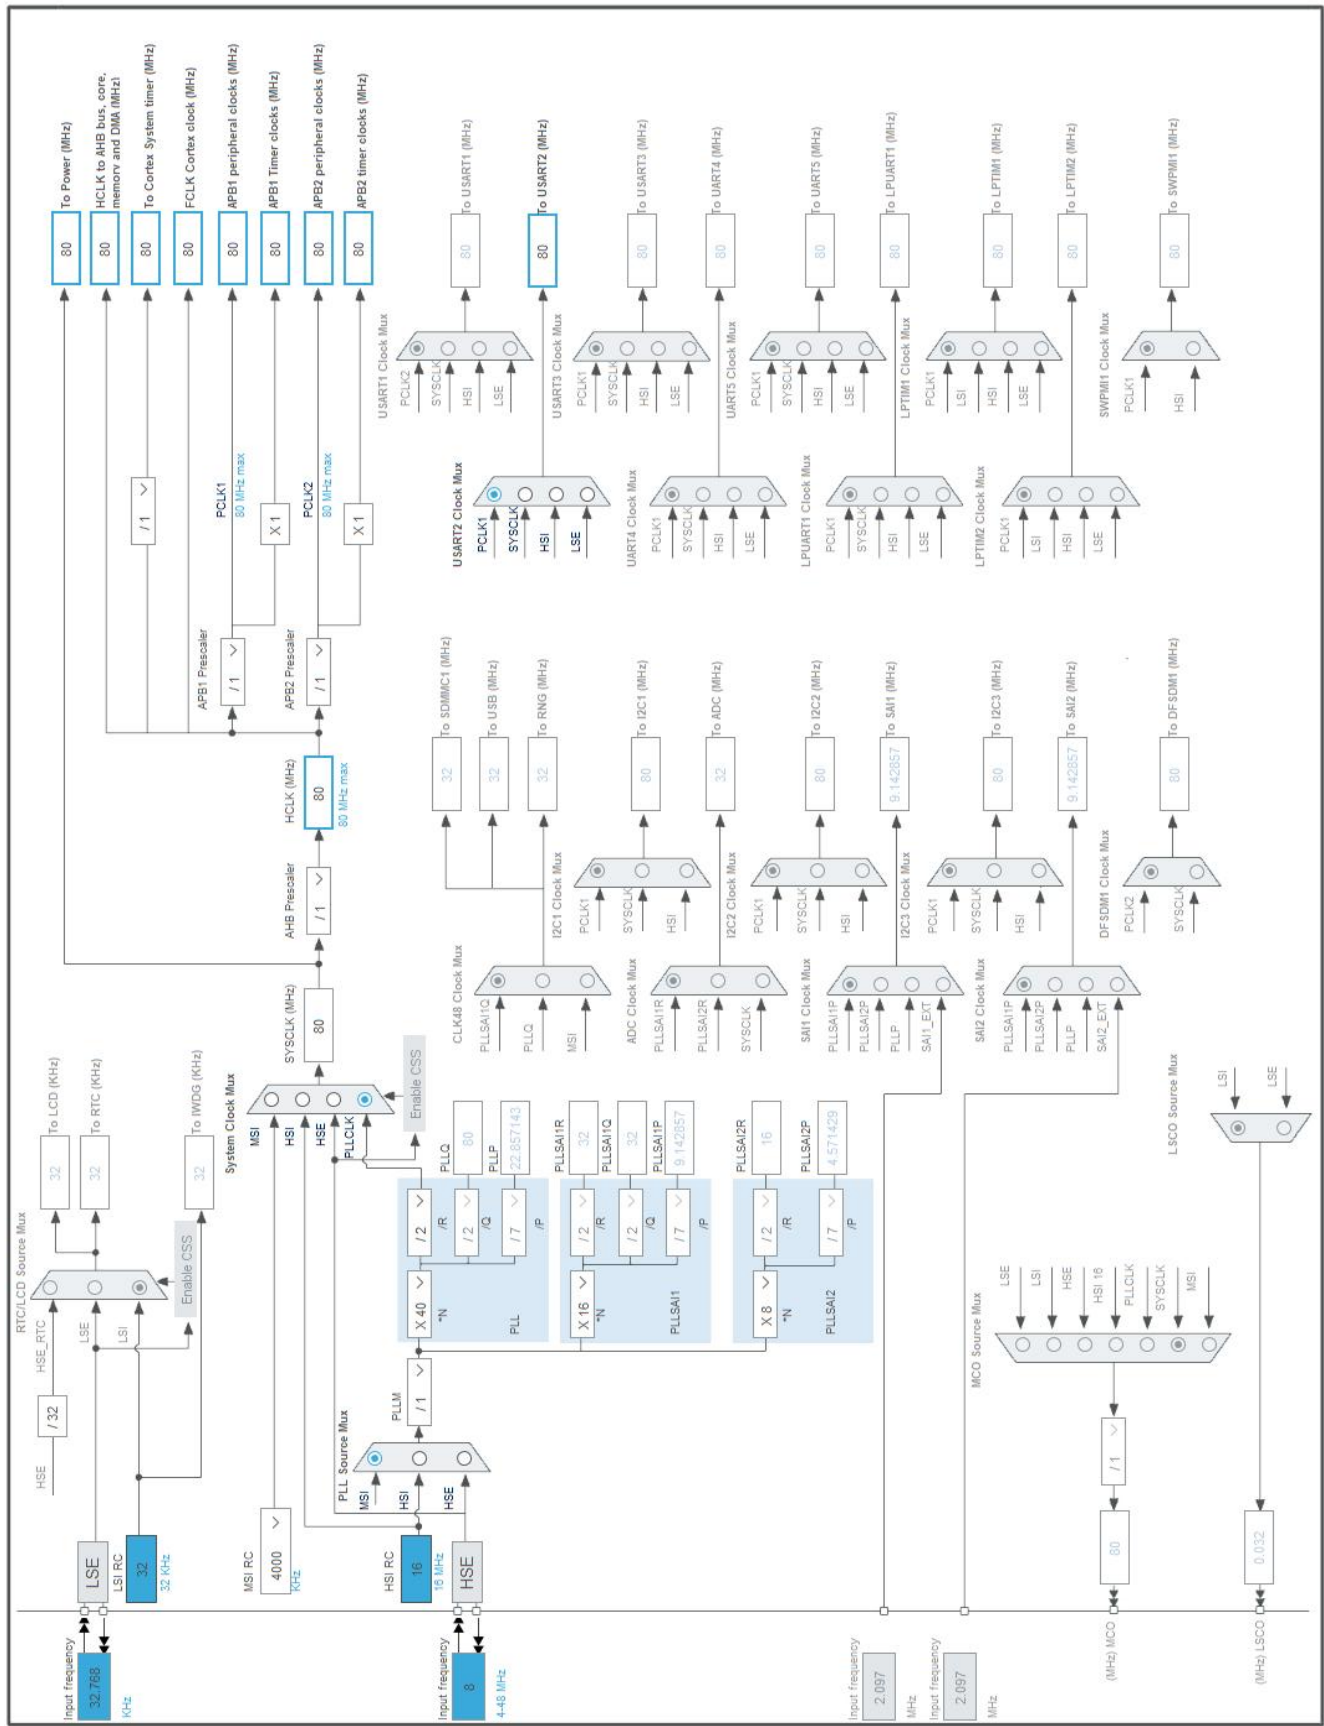 Input frequency
32.768
KHz
LSE
LSI RC
32
32 KHz
HSE
/ 32
HSE_RTC
LSE
LSI
RTC/LCD Source Mux
Enable CSS
32
To LCD (KHz)
32
To RTC (KHz)
32
To IWDG (KHz)
MSI RC
4000
KHz
HSI RC
16
16 MHz
Input frequency
8
4-48 MHz
HSE
PLL Source Mux
MSI
HSI
HSE
PLLM
/ 1
System Clock Mux
MSI
HSI
HSE
PLLCLK
Enable CSS
SYSCLK (MHz)
80
AHB Prescaler
/ 1
HCLK (MHz)
80
80 MHz max
APB1 Prescaler
/ 1
APB2 Prescaler
/ 1
/ 1
PCLK1
80 MHz max
X 1
PCLK2
80 MHz max
X 1
80
To Power (MHz)
80
HCLK to AHB bus, core,
memory and DMA (MHz)
80
To Cortex System timer (MHz)
80
FCLK Cortex clock (MHz)
80
APB1 peripheral clocks (MHz)
80
APB1 Timer clocks (MHz)
80
APB2 peripheral clocks (MHz)
80
APB2 timer clocks (MHz)
X 40
*N
PLL
/ 2
/R
/ 2
/Q
/ 7
/P
PLLQ
80
PLLP
22.857143
X 16
*N
PLLSAI1
/ 2
/R
/ 2
/Q
/ 7
/P
PLLSAI1R
32
PLLSAI1Q
32
PLLSAI1P
9.142857
X 8
*N
PLLSAI2
/ 2
/R
/ 7
/P
PLLSAI2R
16
PLLSAI2P
4.571429
CLK48 Clock Mux
PLLSAI1Q
PLLQ
MSI
32
To SDMMC1 (MHz)
32
To USB (MHz)
32
To RNG (MHz)
I2C1 Clock Mux
PCLK1
SYSCLK
HSI
80
To I2C1 (MHz)
ADC Clock Mux
PLLSAI1R
PLLSAI2R
SYSCLK
32
To ADC (MHz)
I2C2 Clock Mux
PCLK1
SYSCLK
HSI
80
To I2C2 (MHz)
SAI1 Clock Mux
PLLSAI1P
PLLSAI2P
PLLP
SAI1_EXT
9.142857
To SAI1 (MHz)
I2C3 Clock Mux
PCLK1
SYSCLK
HSI
80
To I2C3 (MHz)
SAI2 Clock Mux
PLLSAI1P
PLLSAI2P
PLLP
SAI2_EXT
9.142857
To SAI2 (MHz)
DFSDM1 Clock Mux
PCLK2
SYSCLK
80
To DFSDM1 (MHz)
USART1 Clock Mux
PCLK2
SYSCLK
HSI
LSE
80
To USART1 (MHz)
USART2 Clock Mux
PCLK1
SYSCLK
HSI
LSE
80
To USART2 (MHz)
USART3 Clock Mux
PCLK1
SYSCLK
HSI
LSE
80
To USART3 (MHz)
UART4 Clock Mux
PCLK1
SYSCLK
HSI
LSE
80
To UART4 (MHz)
UART5 Clock Mux
PCLK1
SYSCLK
HSI
LSE
80
To UART5 (MHz)
LPUART1 Clock Mux
PCLK1
SYSCLK
HSI
LSE
80
To LPUART1 (MHz)
LPTIM1 Clock Mux
PCLK1
LSI
HSI
LSE
80
To LPTIM1 (MHz)
LPTIM2 Clock Mux
PCLK1
LSI
HSI
LSE
80
To LPTIM2 (MHz)
SWPMI1 Clock Mux
PCLK1
HSI
80
To SWPMI1 (MHz)
Input frequency
2.097
MHz
Input frequency
2.097
MHz
(MHz) MCO
80
/ 1
MCO Source Mux
LSE
LSI
HSE
HSI 16
PLLCLK
SYSCLK
MSI
(MHz) LSCO
0.032
LSCO Source Mux
LSI
LSE